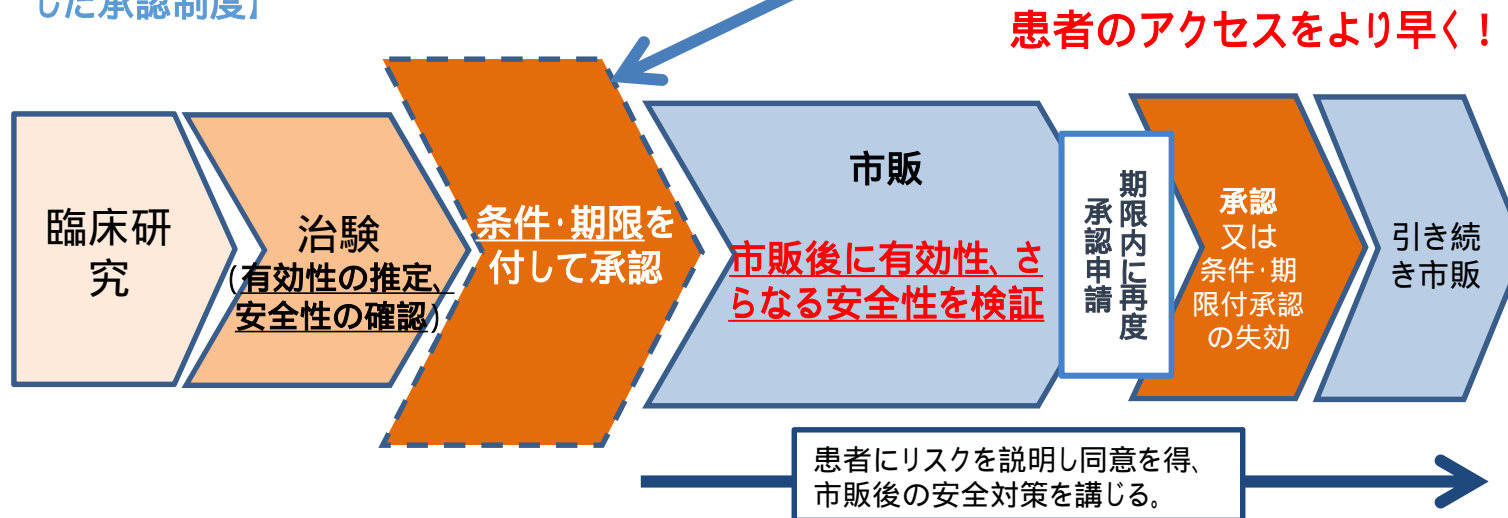 した承認制度】
患者のアクセスをより早く！
臨床研
究
治験
(有効性の推定、
安全性の確認)
条件・期限を
付して承認
市販
市販後に有効性、さ
らなる安全性を検証
期限内に再度
承認申請
承認
又は
条件・期
限付承認
の失効
引き続
き市販
患者にリスクを説明し同意を得、
市販後の安全対策を講じる。